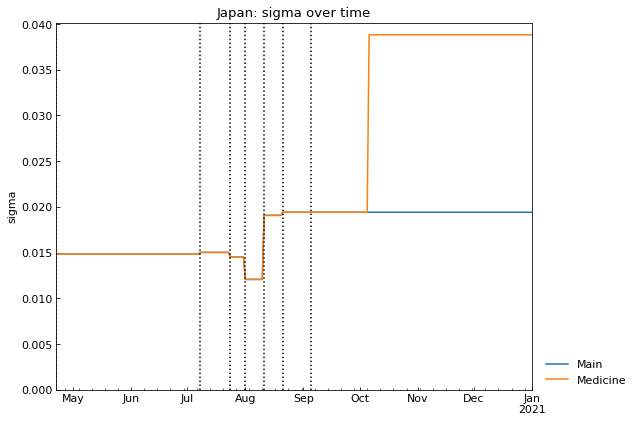 Japan: sigma over time
0.040
0.035
0.030
0.025
0.020
0.015
0.010
0.005
0.000
sigma
May Jun Jul Aug Sep Oct Nov Dec Jan
2021
Main
Medicine